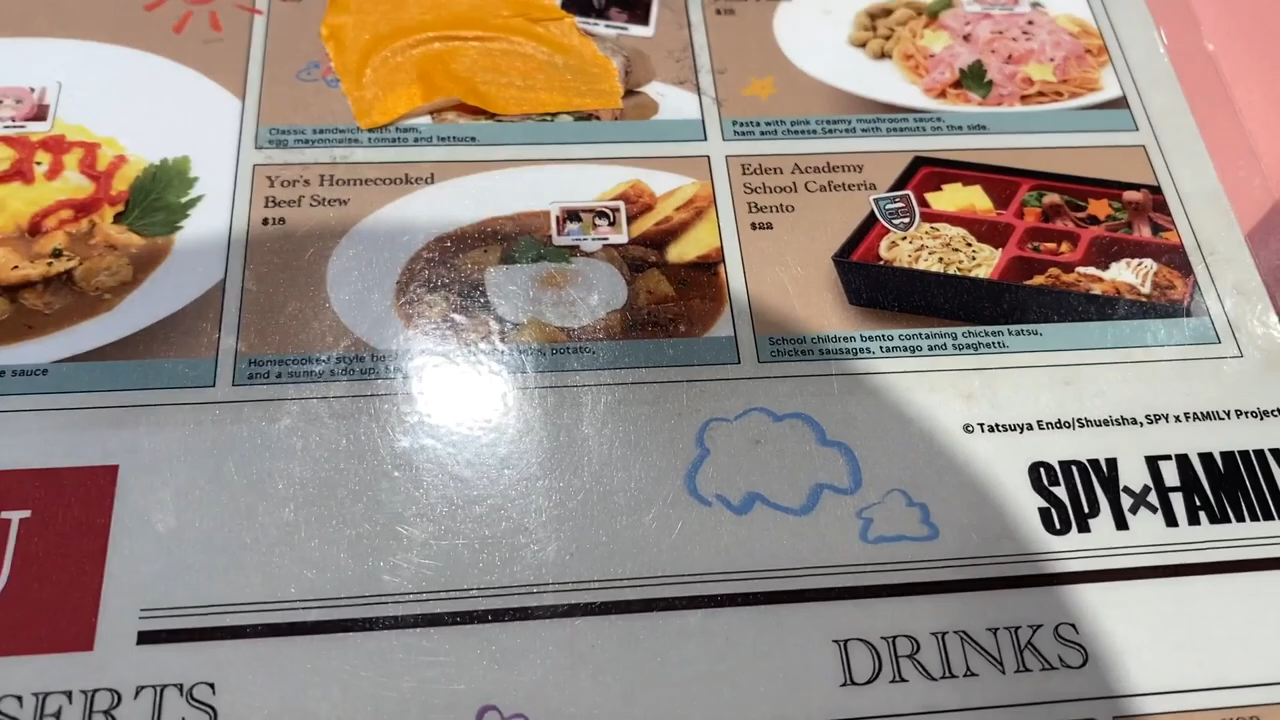 $18
Classic sandwich with ham,
egg mayonnaise, tomato and lettuce.
Pasta with pink creamy mushroom sauce,
ham and cheese.Served with peanuts on the side.
e sauce
Yor's Homecooked
Beef Stew
$18
Homecooked style
potato,
and a sunny side up.
Eden Academy
School Cafeteria
Bento
$22
School children bento containing chicken katsu,
chicken sausages, tamago and spaghetti.
© Tatsuya Endo/Shueisha, SPY x FAMILY Project
SPY×FAMILY
U
DRINKS
SERTS